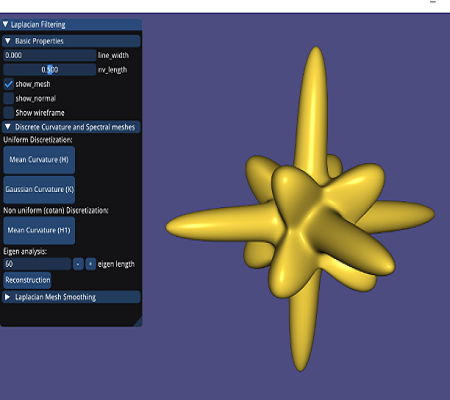 Laplacian Filtering
Basic Properties
0.000 line_width
0.500 nv_length
show_mesh
show_normal
Show wireframe
Discrete Curvature and Spectral meshes
Uniform Discretization:
Mean Curvature (H)
Gaussian Curvature (K)
Non uniform (cotan) Discretization:
Mean Curvature (H1)
Eigen analysis:
60 - + eigen length
Reconstruction
Laplacian Mesh Smoothing